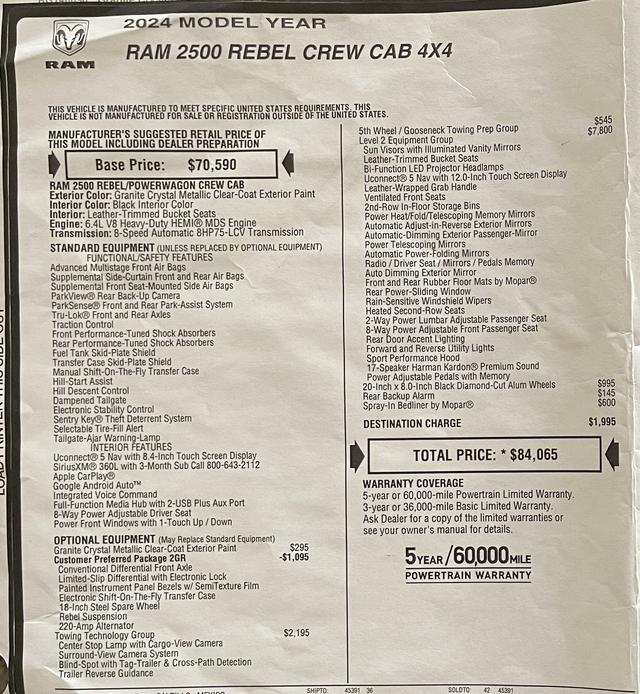 2024 MODEL YEAR
RAM 2500 REBEL CREW CAB 4X4
RAM
THIS VEHICLE IS MANUFACTURED TO MEET SPECIFIC UNITED STATES REQUIREMENTS. THIS
VEHICLE IS NOT MANUFACTURED FOR SALE OR REGISTRATION OUTSIDE OF THE UNITED STATES.
MANUFACTURER'S SUGGESTED RETAIL PRICE OF
THIS MODEL INCLUDING DEALER PREPARATION
Base Price: $70,590
RAM 2500 REBEL/POWERWAGON CREW CAB
Exterior Color: Granite Crystal Metallic Clear-Coat Exterior Paint
Interior Color: Black Interior Color
Interior: Leather-Trimmed Bucket Seats
Engine: 6.4L V8 Heavy-Duty HEMI® MDS Engine
Transmission: 8-Speed Automatic 8HP75-LCV Transmission
STANDARD EQUIPMENT (UNLESS REPLACED BY OPTIONAL EQUIPMENT)
FUNCTIONAL/SAFETY FEATURES
Advanced Multistage Front Air Bags
Supplemental Side-Curtain Front and Rear Air Bags
Supplemental Front Seat-Mounted Side Air Bags
ParkView® Rear Back-Up Camera
ParkSense® Front and Rear Park-Assist System
Tru-Lok® Front and Rear Axles
Traction Control
Front Performance-Tuned Shock Absorbers
Rear Performance-Tuned Shock Absorbers
Fuel Tank Skid-Plate Shield
Transfer Case Skid-Plate Shield
Manual Shift-On-The-Fly Transfer Case
Hill-Start Assist
Hill Descent Control
Dampened Tailgate
Electronic Stability Control
Sentry Key® Theft Deterrent System
Selectable Tire-Fill Alert
Tailgate-Ajar Warning-Lamp
INTERIOR FEATURES
Uconnect® 5 Nav with 8.4-Inch Touch Screen Display
SiriusXM® 360L with 3-Month Sub Call 800-643-2112
Apple CarPlay®
Google Android Auto™
Integrated Voice Command
Full-Function Media Hub with 2-USB Plus Aux Port
8-Way Power Adjustable Driver Seat
Power Front Windows with 1-Touch Up / Down
OPTIONAL EQUIPMENT (May Replace Standard Equipment)
Granite Crystal Metallic Clear-Coat Exterior Paint $295
Customer Preferred Package 2GR -$1,095
Conventional Differential Front Axle
Limited-Slip Differential with Electronic Lock
Painted Instrument Panel Bezels w/ SemiTexture Film
Electronic Shift-On-The-Fly Transfer Case
18-Inch Steel Spare Wheel
Rebel Suspension
220-Amp Alternator
Towing Technology Group $2,195
Center Stop Lamp with Cargo-View Camera
Surround-View Camera System
Blind-Spot with Tag-Trailer & Cross-Path Detection
Trailer Reverse Guidance
5th Wheel / Gooseneck Towing Prep Group $545
Level 2 Equipment Group $7,800
Sun Visors with Illuminated Vanity Mirrors
Leather-Trimmed Bucket Seats
Bi-Function LED Projector Headlamps
Uconnect® 5 Nav with 12.0-Inch Touch Screen Display
Leather-Wrapped Grab Handle
Ventilated Front Seats
2nd-Row In-Floor Storage Bins
Power Heat/Fold/Telescoping Memory Mirrors
Automatic Adjust-in-Reverse Exterior Mirrors
Automatic-Dimming Exterior Passenger-Mirror
Power Telescoping Mirrors
Automatic Power-Folding Mirrors
Radio / Driver Seat / Mirrors / Pedals Memory
Auto Dimming Exterior Mirror
Front and Rear Rubber Floor Mats by Mopar®
Rear Power-Sliding Window
Rain-Sensitive Windshield Wipers
Heated Second-Row Seats
2-Way Power Lumbar Adjustable Passenger Seat
8-Way Power Adjustable Front Passenger Seat
Rear Door Accent Lighting
Forward and Reverse Utility Lights
Sport Performance Hood
17-Speaker Harman Kardon® Premium Sound
Power Adjustable Pedals with Memory
20-Inch x 8.0-Inch Black Diamond-Cut Alum Wheels $995
Rear Backup Alarm $145
Spray-In Bedliner by Mopar® $600
DESTINATION CHARGE $1,995
TOTAL PRICE: * $84,065
WARRANTY COVERAGE
5-year or 60,000-mile Powertrain Limited Warranty.
3-year or 36,000-mile Basic Limited Warranty.
Ask Dealer for a copy of the limited warranties or
see your owner's manual for details.
5 YEAR / 60,000 MILE
POWERTRAIN WARRANTY
SHIPTO: 45391 36 SOLDTO: 42 45391